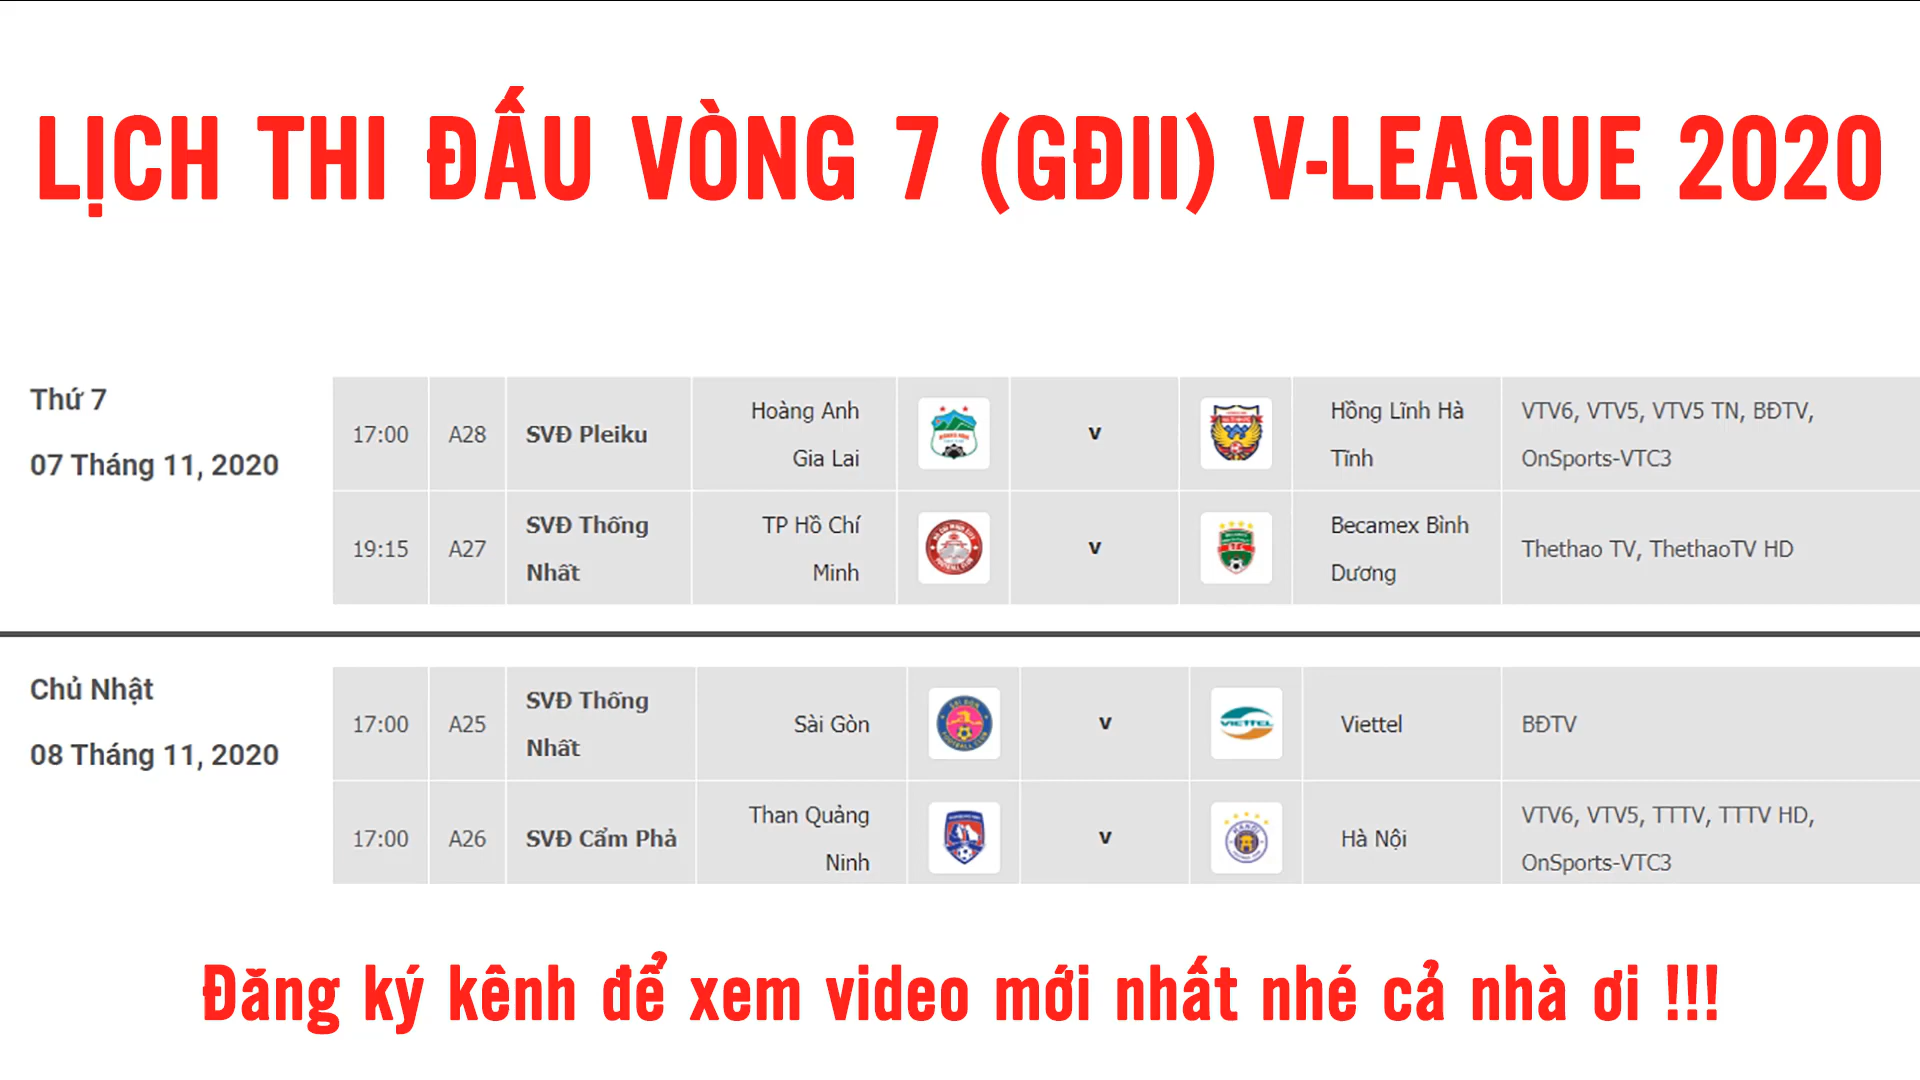 LỊCH THI ĐẤU VÒNG 7 (GĐII) V-LEAGUE 2020
Thứ 7
07 Tháng 11, 2020
17:00
A28
SVĐ Pleiku
Hoàng Anh
Gia Lai
v
Hồng Lĩnh Hà
Tĩnh
VTV6, VTV5, VTV5 TN, BĐTV,
OnSports-VTC3
19:15
A27
SVĐ Thống
Nhất
TP Hồ Chí
Minh
v
Becamex Bình
Dương
Thethao TV, ThethaoTV HD
Chủ Nhật
08 Tháng 11, 2020
17:00
A25
SVĐ Thống
Nhất
Sài Gòn
v
VIETTEL
Viettel
BĐTV
17:00
A26
SVĐ Cẩm Phả
Than Quảng
Ninh
v
HANOI
Hà Nội
VTV6, VTV5, TTTV, TTTV HD,
OnSports-VTC3
Đăng ký kênh để xem video mới nhất nhé cả nhà ơi !!!